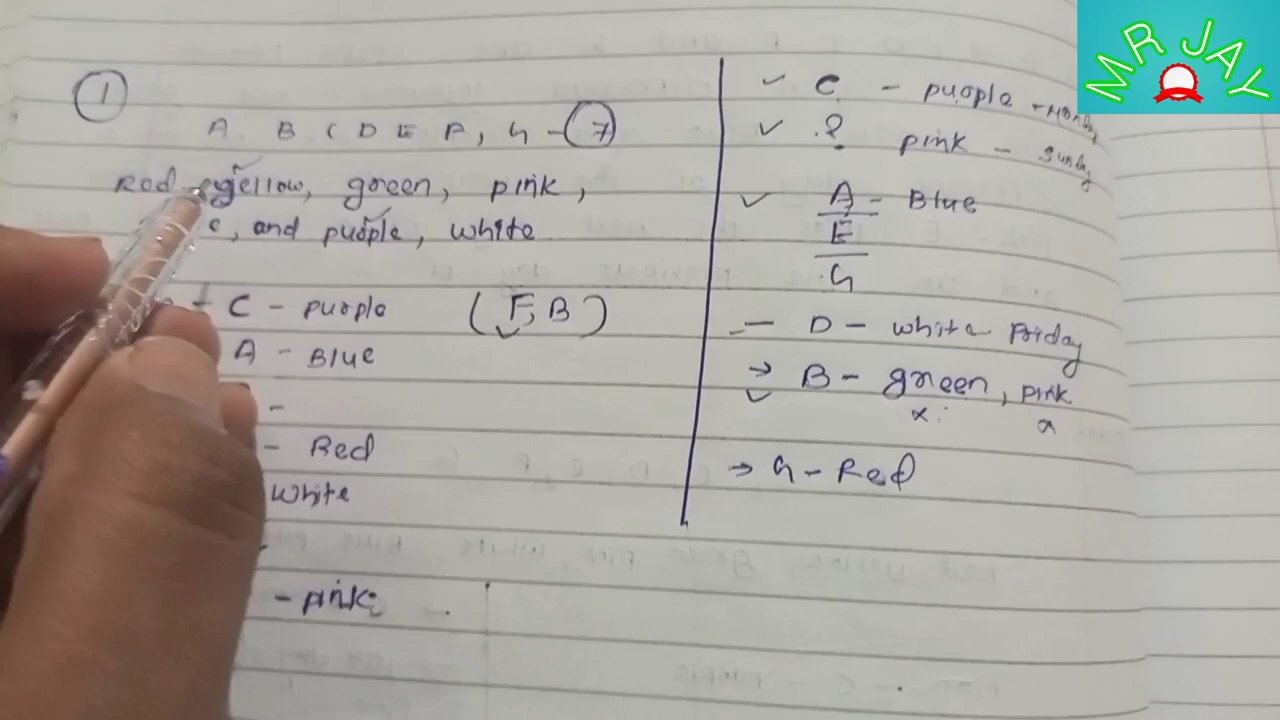 1
A B C D E F, G - 7
Red yellow, green, pink,
e, and purple, white
C - purple (F, B)
A - Blue
-
- Red
White
- pink
C - purple - Monday
? pink - Sunday
A - Blue
E
G
- D - white Friday
→ B - green, pink
x x
→ G - Red
MR JAY